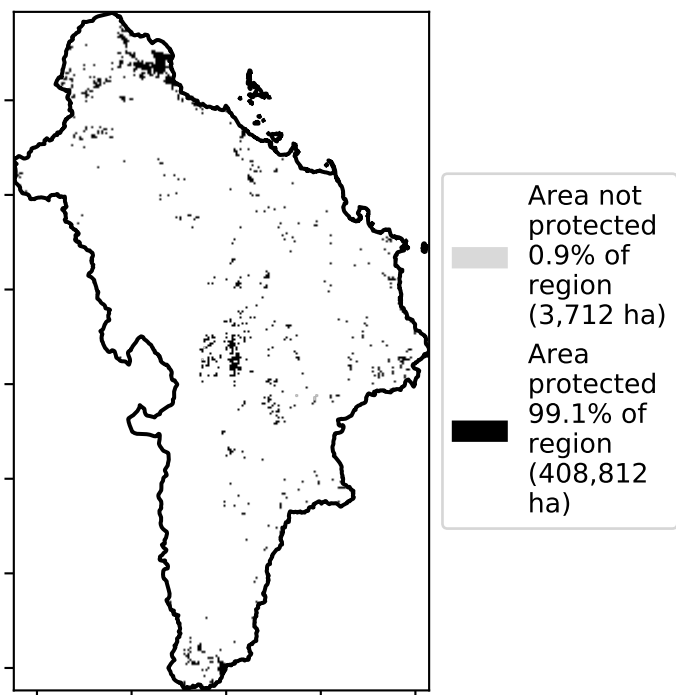 Area not
protected
0.9% of
region
(3,712 ha)
Area
protected
99.1% of
region
(408,812
ha)